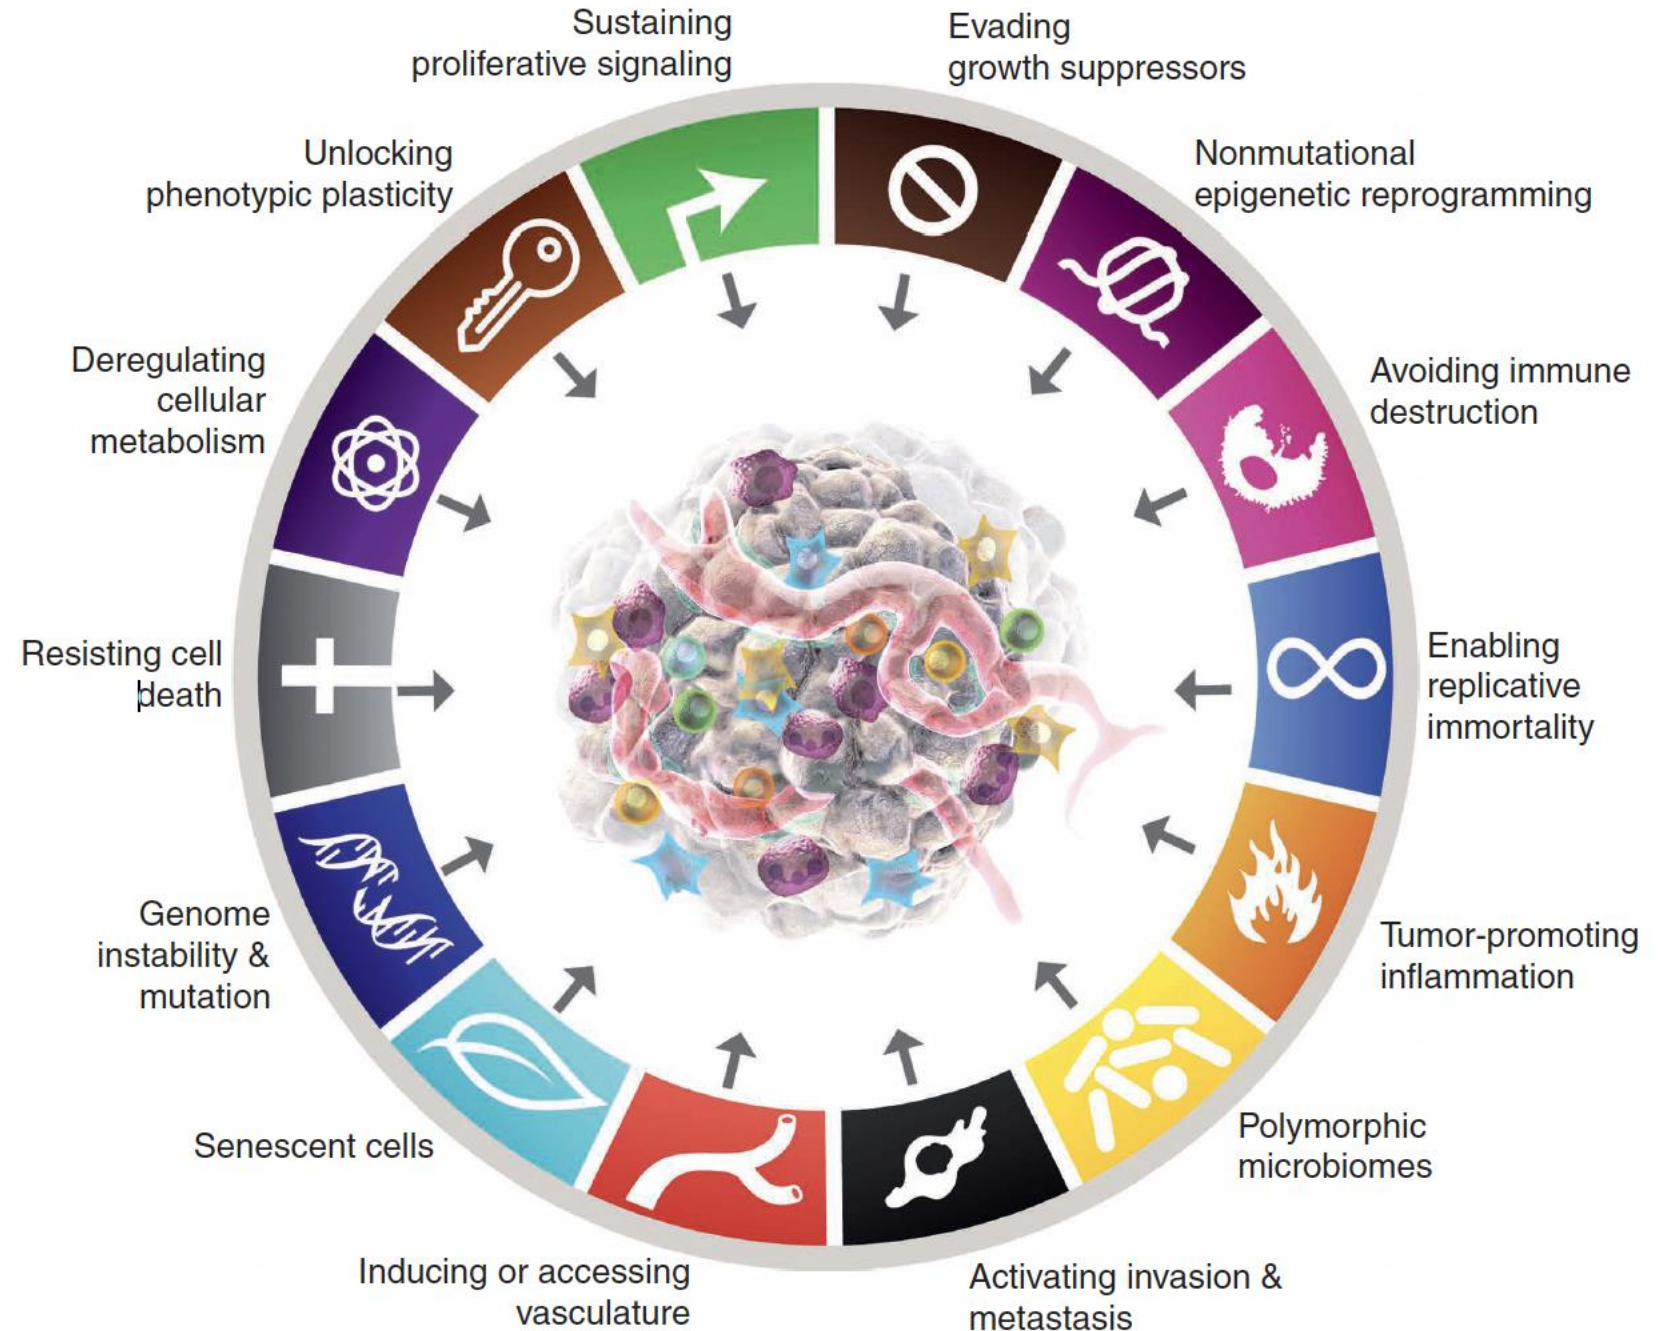 Sustaining
proliferative signaling
Evading
growth suppressors
Unlocking
phenotypic plasticity
Nonmutational
epigenetic reprogramming
Deregulating
cellular
metabolism
Avoiding immune
destruction
Resisting cell
death
Enabling
replicative
immortality
Genome
instability &
mutation
Tumor-promoting
inflammation
Senescent cells
Polymorphic
microbiomes
Inducing or accessing
vasculature
Activating invasion &
metastasis